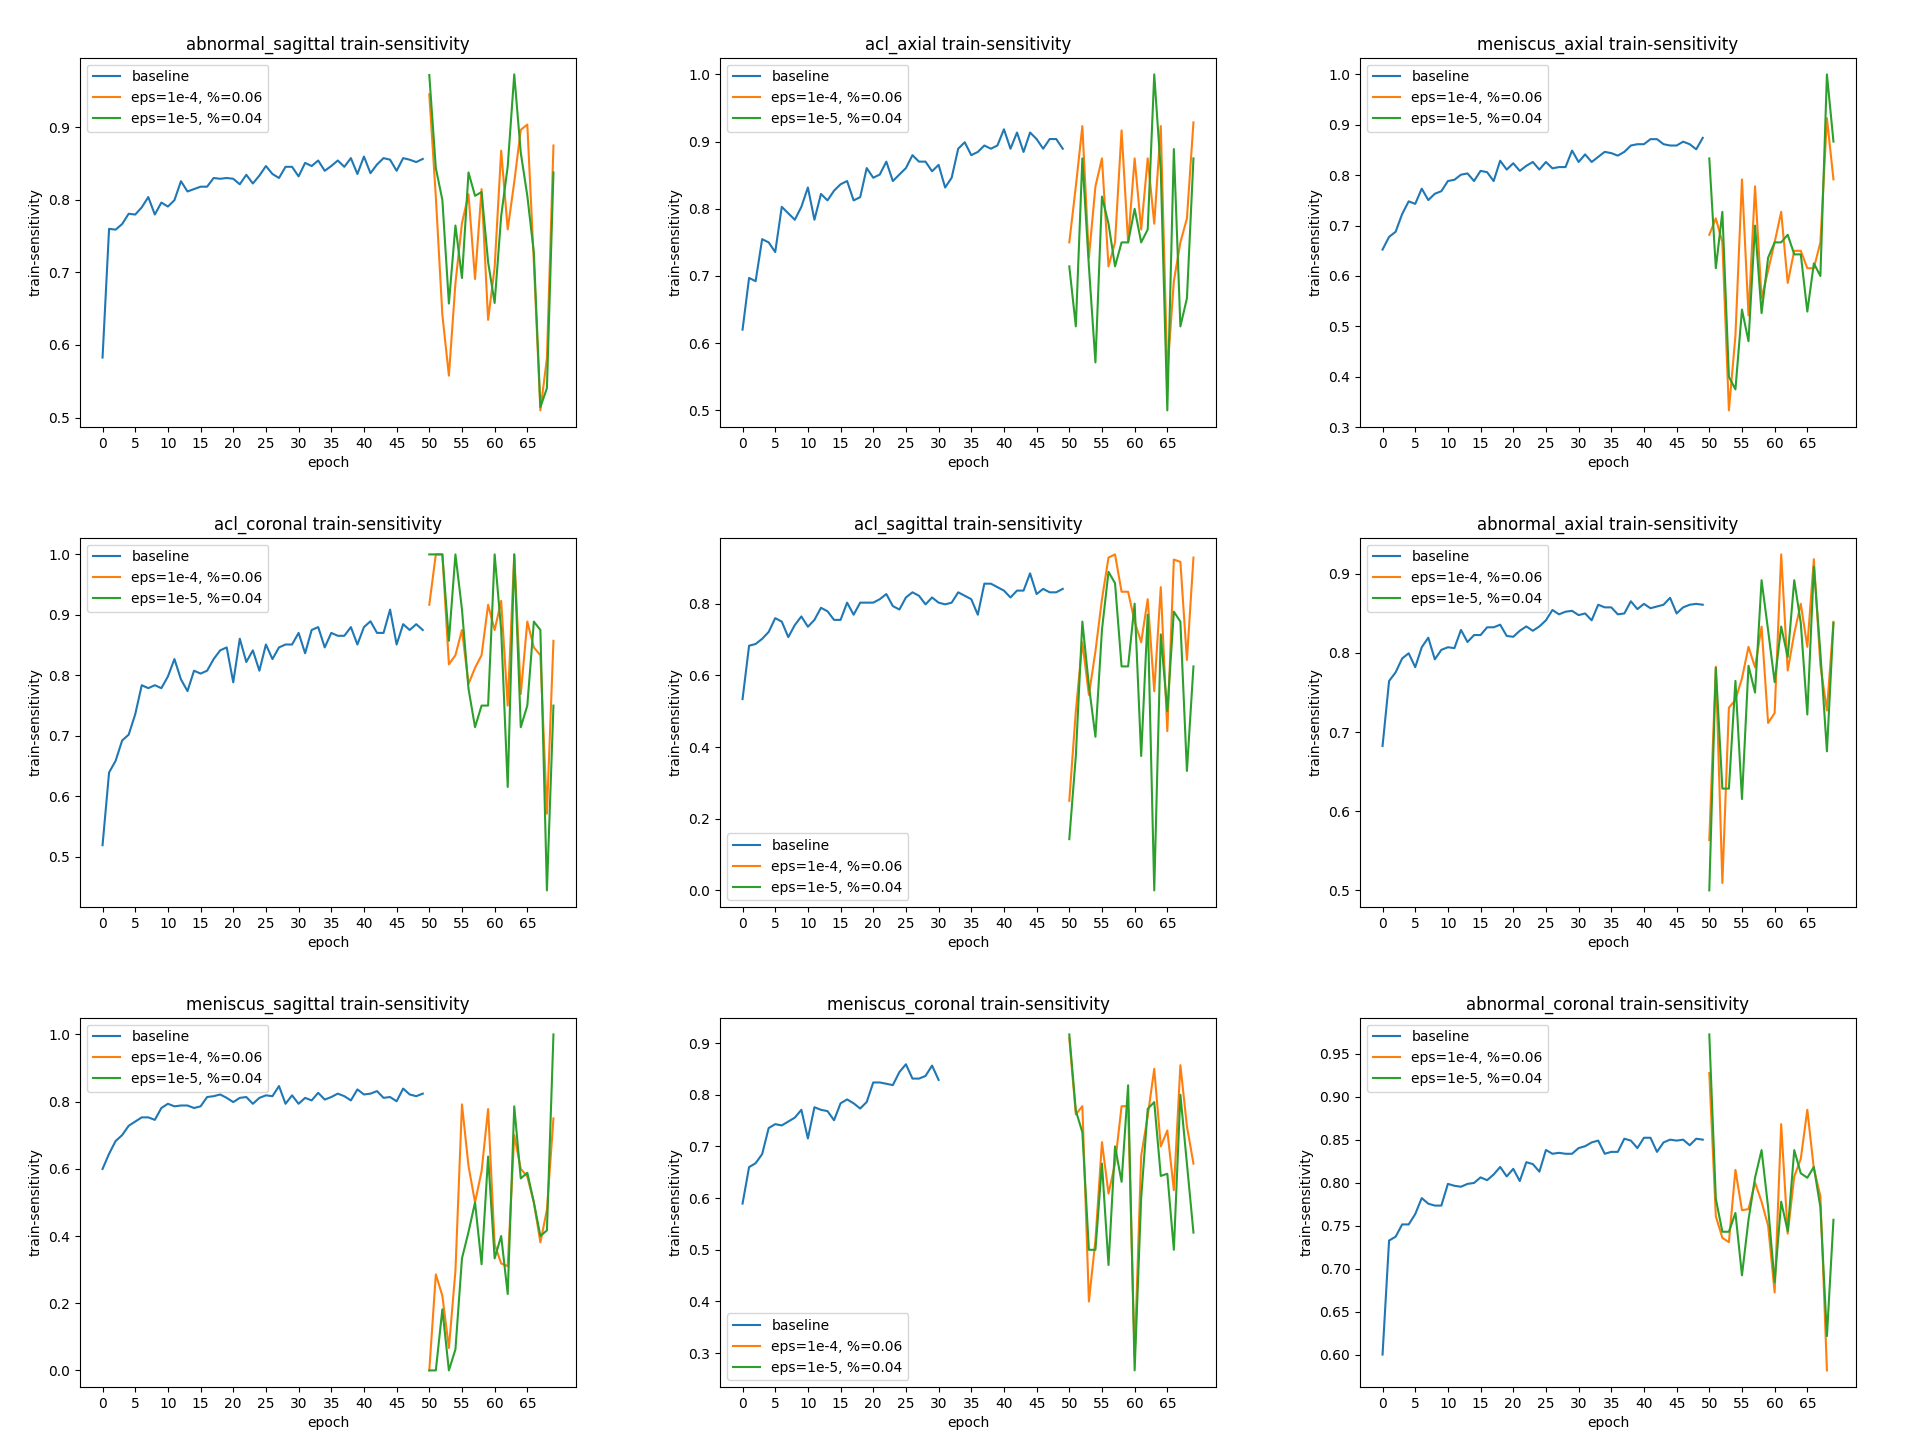 abnormal_sagittal train-sensitivity
baseline
eps=1e-4, %=0.06
eps=1e-5, %=0.04
train-sensitivity
0.9
0.8
0.7
0.6
0.5
0 5 10 15 20 25 30 35 40 45 50 55 60 65
epoch
acl_axial train-sensitivity
baseline
eps=1e-4, %=0.06
eps=1e-5, %=0.04
train-sensitivity
1.0
0.9
0.8
0.7
0.6
0.5
0 5 10 15 20 25 30 35 40 45 50 55 60 65
epoch
meniscus_axial train-sensitivity
baseline
eps=1e-4, %=0.06
eps=1e-5, %=0.04
train-sensitivity
1.0
0.9
0.8
0.7
0.6
0.5
0.4
0.3
0 5 10 15 20 25 30 35 40 45 50 55 60 65
epoch
acl_coronal train-sensitivity
baseline
eps=1e-4, %=0.06
eps=1e-5, %=0.04
train-sensitivity
1.0
0.9
0.8
0.7
0.6
0.5
0 5 10 15 20 25 30 35 40 45 50 55 60 65
epoch
acl_sagittal train-sensitivity
train-sensitivity
0.8
0.6
0.4
0.2
0.0
baseline
eps=1e-4, %=0.06
eps=1e-5, %=0.04
0 5 10 15 20 25 30 35 40 45 50 55 60 65
epoch
abnormal_axial train-sensitivity
baseline
eps=1e-4, %=0.06
eps=1e-5, %=0.04
train-sensitivity
0.9
0.8
0.7
0.6
0.5
0 5 10 15 20 25 30 35 40 45 50 55 60 65
epoch
meniscus_sagittal train-sensitivity
baseline
eps=1e-4, %=0.06
eps=1e-5, %=0.04
train-sensitivity
1.0
0.8
0.6
0.4
0.2
0.0
0 5 10 15 20 25 30 35 40 45 50 55 60 65
epoch
meniscus_coronal train-sensitivity
train-sensitivity
0.9
0.8
0.7
0.6
0.5
0.4
0.3
baseline
eps=1e-4, %=0.06
eps=1e-5, %=0.04
0 5 10 15 20 25 30 35 40 45 50 55 60 65
epoch
abnormal_coronal train-sensitivity
baseline
eps=1e-4, %=0.06
eps=1e-5, %=0.04
train-sensitivity
0.95
0.90
0.85
0.80
0.75
0.70
0.65
0.60
0 5 10 15 20 25 30 35 40 45 50 55 60 65
epoch